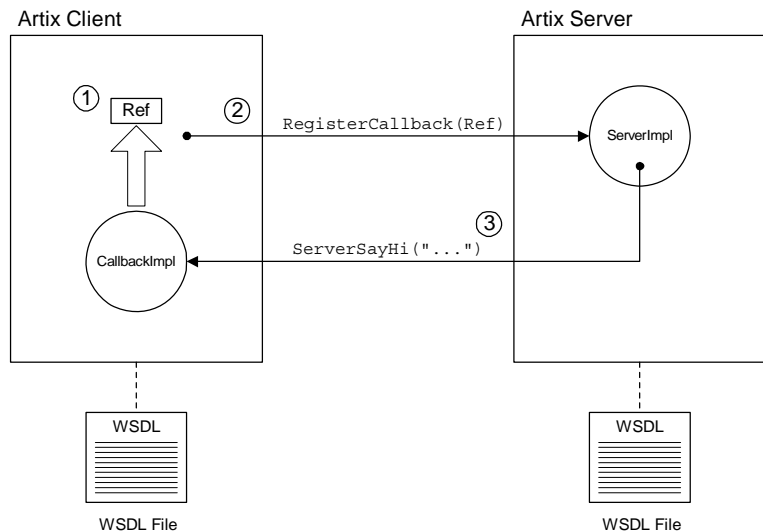 Artix Client
Artix Server
1
Ref
2
RegisterCallback(Ref)
ServerImpl
3
ServerSayHi("...")
CallbackImpl
WSDL
WSDL
WSDL File
WSDL File